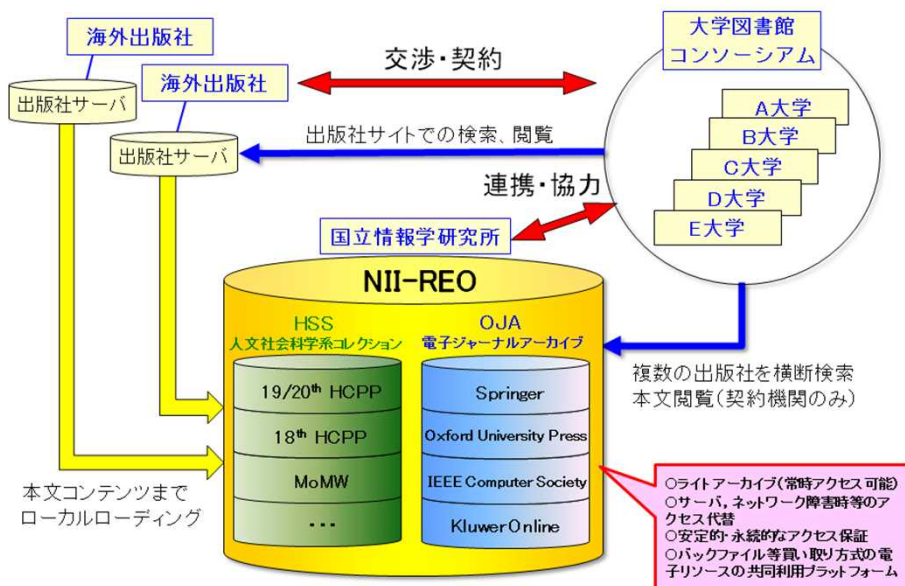 海外出版社
海外出版社
出版社サーバ
出版社サーバ
交渉・契約
大学図書館
コンソーシアム
A大学
B大学
C大学
D大学
E大学
出版社サイトでの検索、閲覧
連携・協力
国立情報学研究所
NII-REO
HSS
人文社会科学系コレクション
19/20th HCPP
18th HCPP
MoMW
・・・
OJA
電子ジャーナルアーカイブ
Springer
Oxford University Press
IEEE Computer Society
Kluwer Online
複数の出版社を横断検索
本文閲覧（契約機関のみ）
本文コンテンツまで
ローカルローディング
○ライトアーカイブ（常時アクセス可能）
○サーバ，ネットワーク障害時等のア
クセス代替
○安定的・永続的なアクセス保証
○バックファイル等買い取り方式の電
子リソースの共同利用プラットフォーム